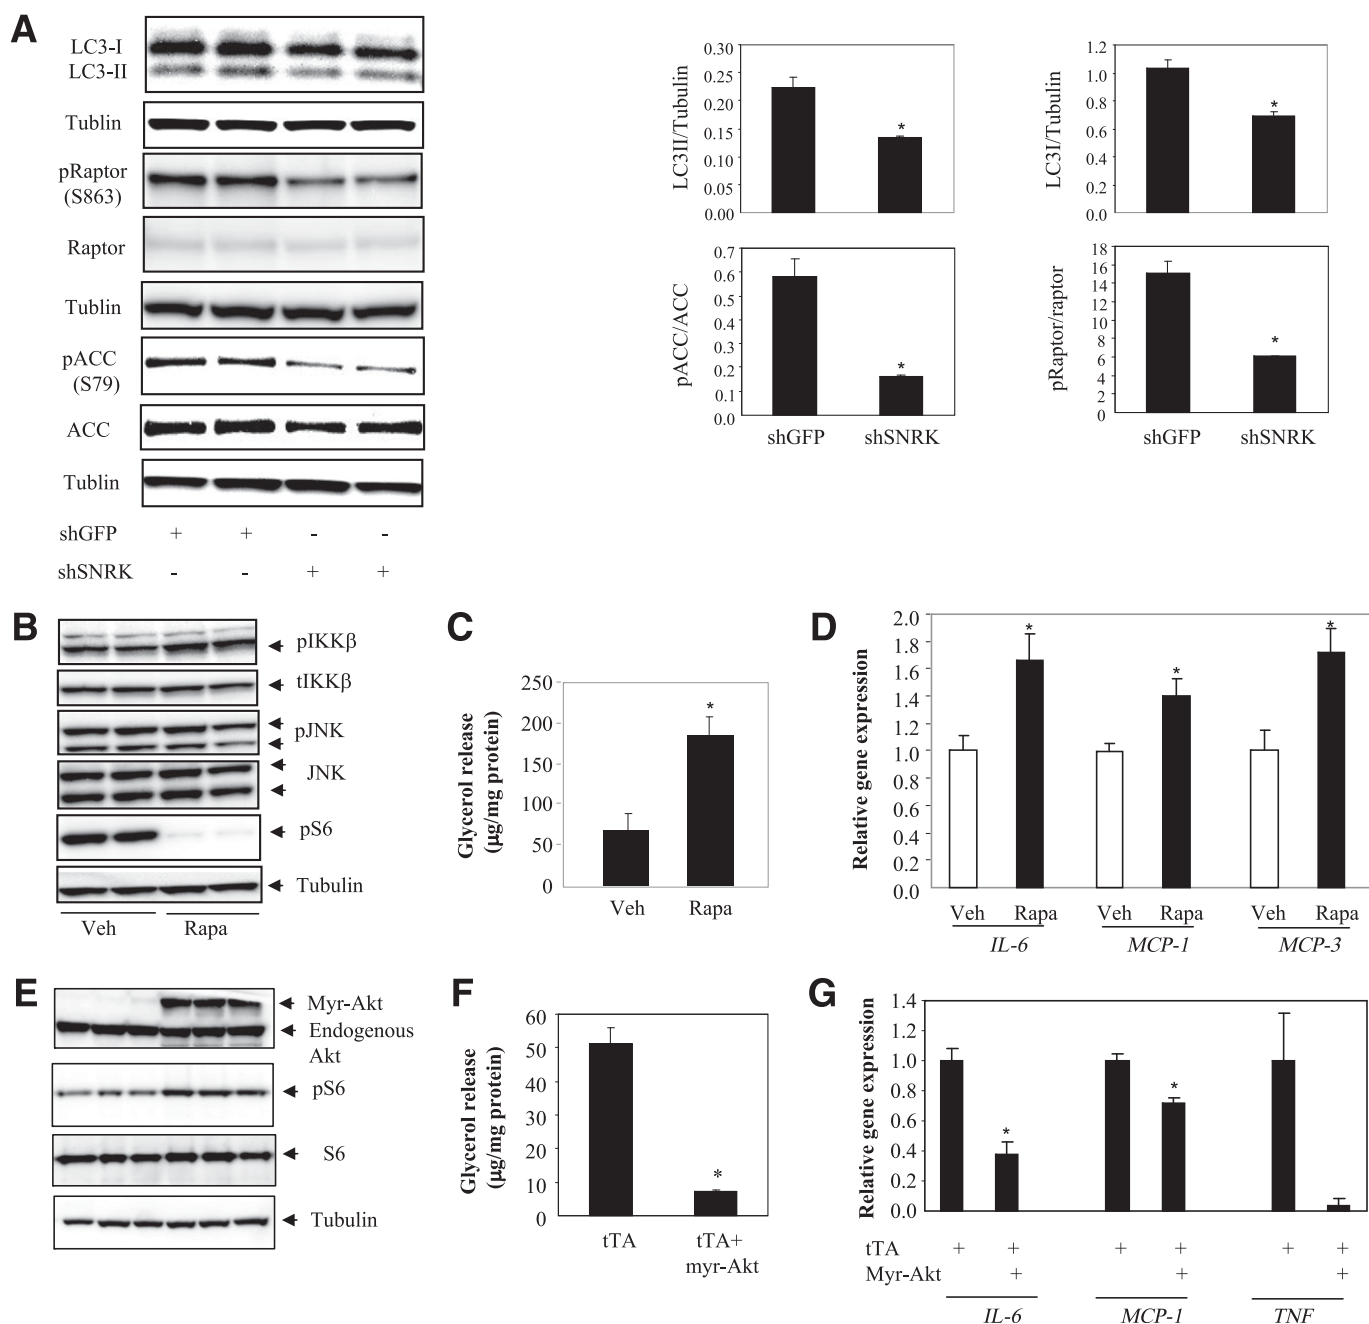 A
LC3-I
LC3-II
Tublin
pRaptor
(S863)
Raptor
Tublin
pACC
(S79)
ACC
Tublin
shGFP + + - -
shSNRK - - + +
LC3II/Tubulin
0.30
0.25
0.20
0.15
0.10
0.05
0.00
*
LC3I/Tubulin
1.2
1.0
0.8
0.6
0.4
0.2
0.0
*
pACC/ACC
0.7
0.6
0.5
0.4
0.3
0.2
0.1
0.0
*
shGFP shSNRK
pRaptor/raptor
18
16
14
12
10
8
6
4
2
0
*
shGFP shSNRK
B
pIKKβ
tIKKβ
pJNK
JNK
pS6
Tubulin
Veh Rapa
C
Glycerol release
(µg/mg protein)
250
200
150
100
50
0
*
Veh Rapa
D
Relative gene expression
2.0
1.8
1.6
1.4
1.2
1.0
0.8
0.6
0.4
0.2
0.0
* * *
Veh Rapa Veh Rapa Veh Rapa
IL-6 MCP-1 MCP-3
E
Myr-Akt
Endogenous
Akt
pS6
S6
Tubulin
F
Glycerol release
(µg/mg protein)
60
50
40
30
20
10
0
*
tTA tTA+
myr-Akt
G
Relative gene expression
1.4
1.2
1.0
0.8
0.6
0.4
0.2
0.0
* *
tTA + + + + + +
Myr-Akt + + +
IL-6 MCP-1 TNF